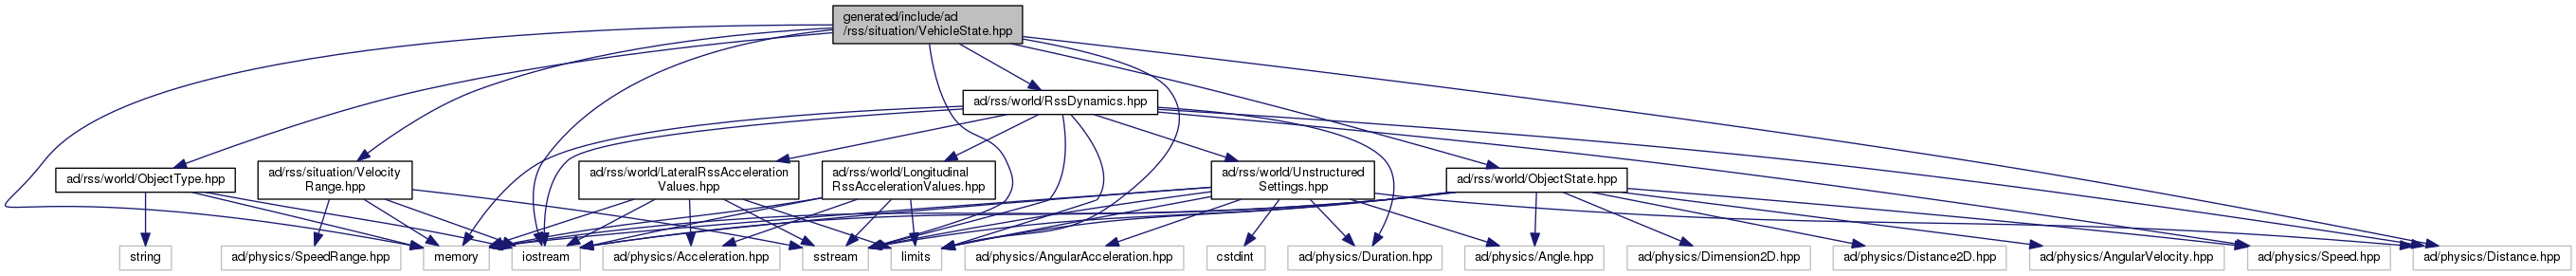 generated/include/ad
/rss/situation/VehicleState.hpp
ad/rss/world/RssDynamics.hpp
ad/rss/world/ObjectType.hpp
ad/rss/situation/Velocity
Range.hpp
ad/rss/world/LateralRssAcceleration
Values.hpp
ad/rss/world/Longitudinal
RssAccelerationValues.hpp
ad/rss/world/Unstructured
Settings.hpp
ad/rss/world/ObjectState.hpp
string
ad/physics/SpeedRange.hpp
memory
iostream
ad/physics/Acceleration.hpp
sstream
limits
ad/physics/AngularAcceleration.hpp
cstdint
ad/physics/Duration.hpp
ad/physics/Angle.hpp
ad/physics/Dimension2D.hpp
ad/physics/Distance2D.hpp
ad/physics/AngularVelocity.hpp
ad/physics/Speed.hpp
ad/physics/Distance.hpp